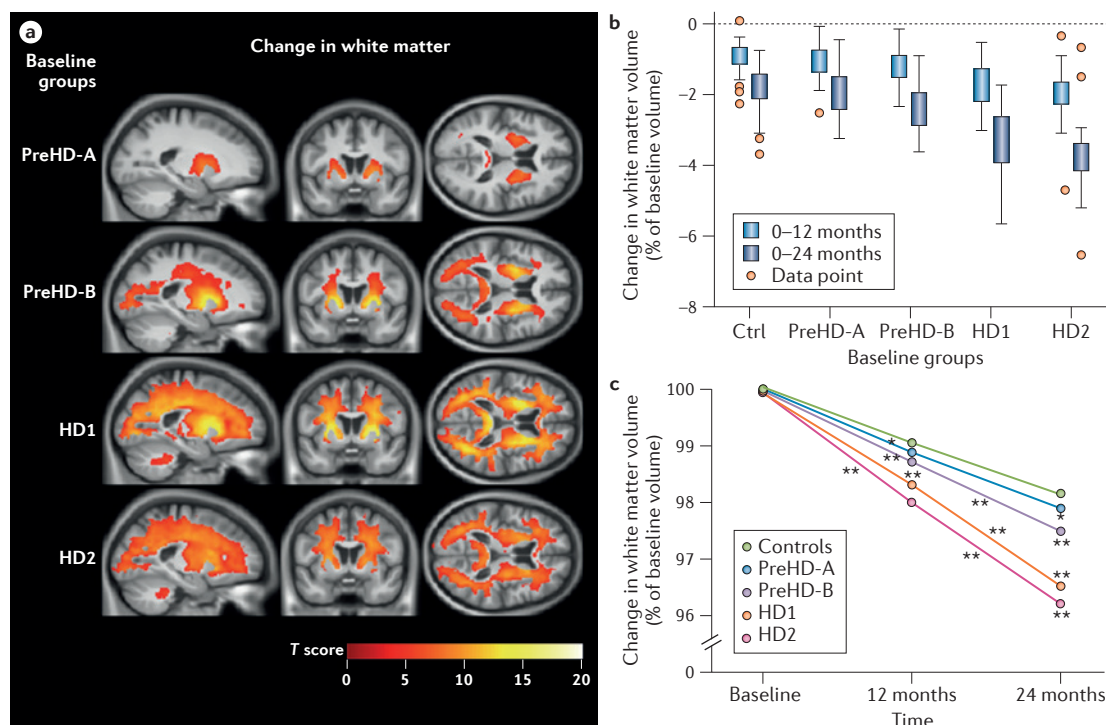 a
Change in white matter
Baseline
groups
PreHD-A
PreHD-B
HD1
HD2
T score
0 5 10 15 20
b
Change in white matter volume
(% of baseline volume)
0
−2
−4
−6
−8
0–12 months
0–24 months
Data point
Ctrl PreHD-A PreHD-B HD1 HD2
Baseline groups
c
Change in white matter volume
(% of baseline volume)
100
99
98
97
96
0
*
**
**
**
**
**
**
*
**
**
**
Controls
PreHD-A
PreHD-B
HD1
HD2
Baseline 12 months 24 months
Time